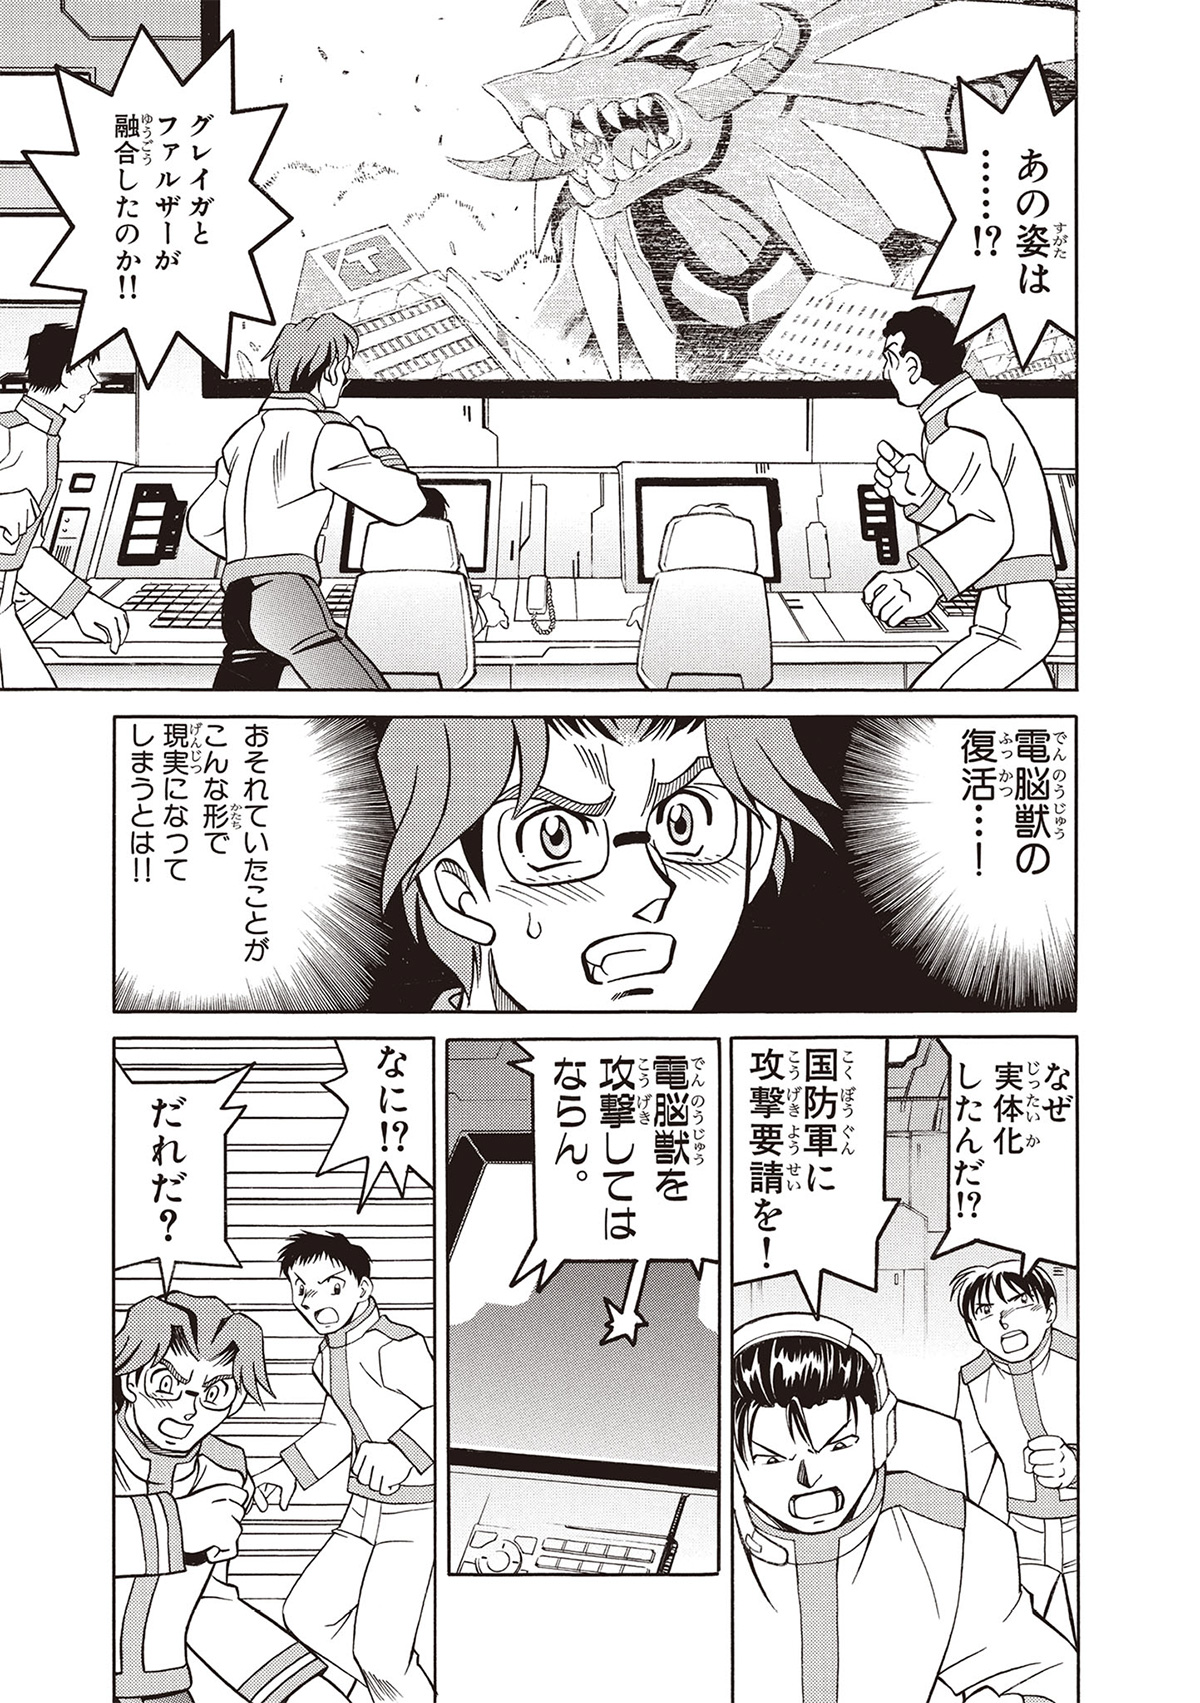 あの姿は
……!?
グレイガと
ファルザーが
融合したのか!!
電脳獣の
復活…！
おそれていたことが
こんな形で
現実になって
しまうとは!!
なぜ
実体化
したんだ!?
国防軍に
攻撃要請を！
電脳獣を
攻撃しては
ならん。
なに!?
だれだ？